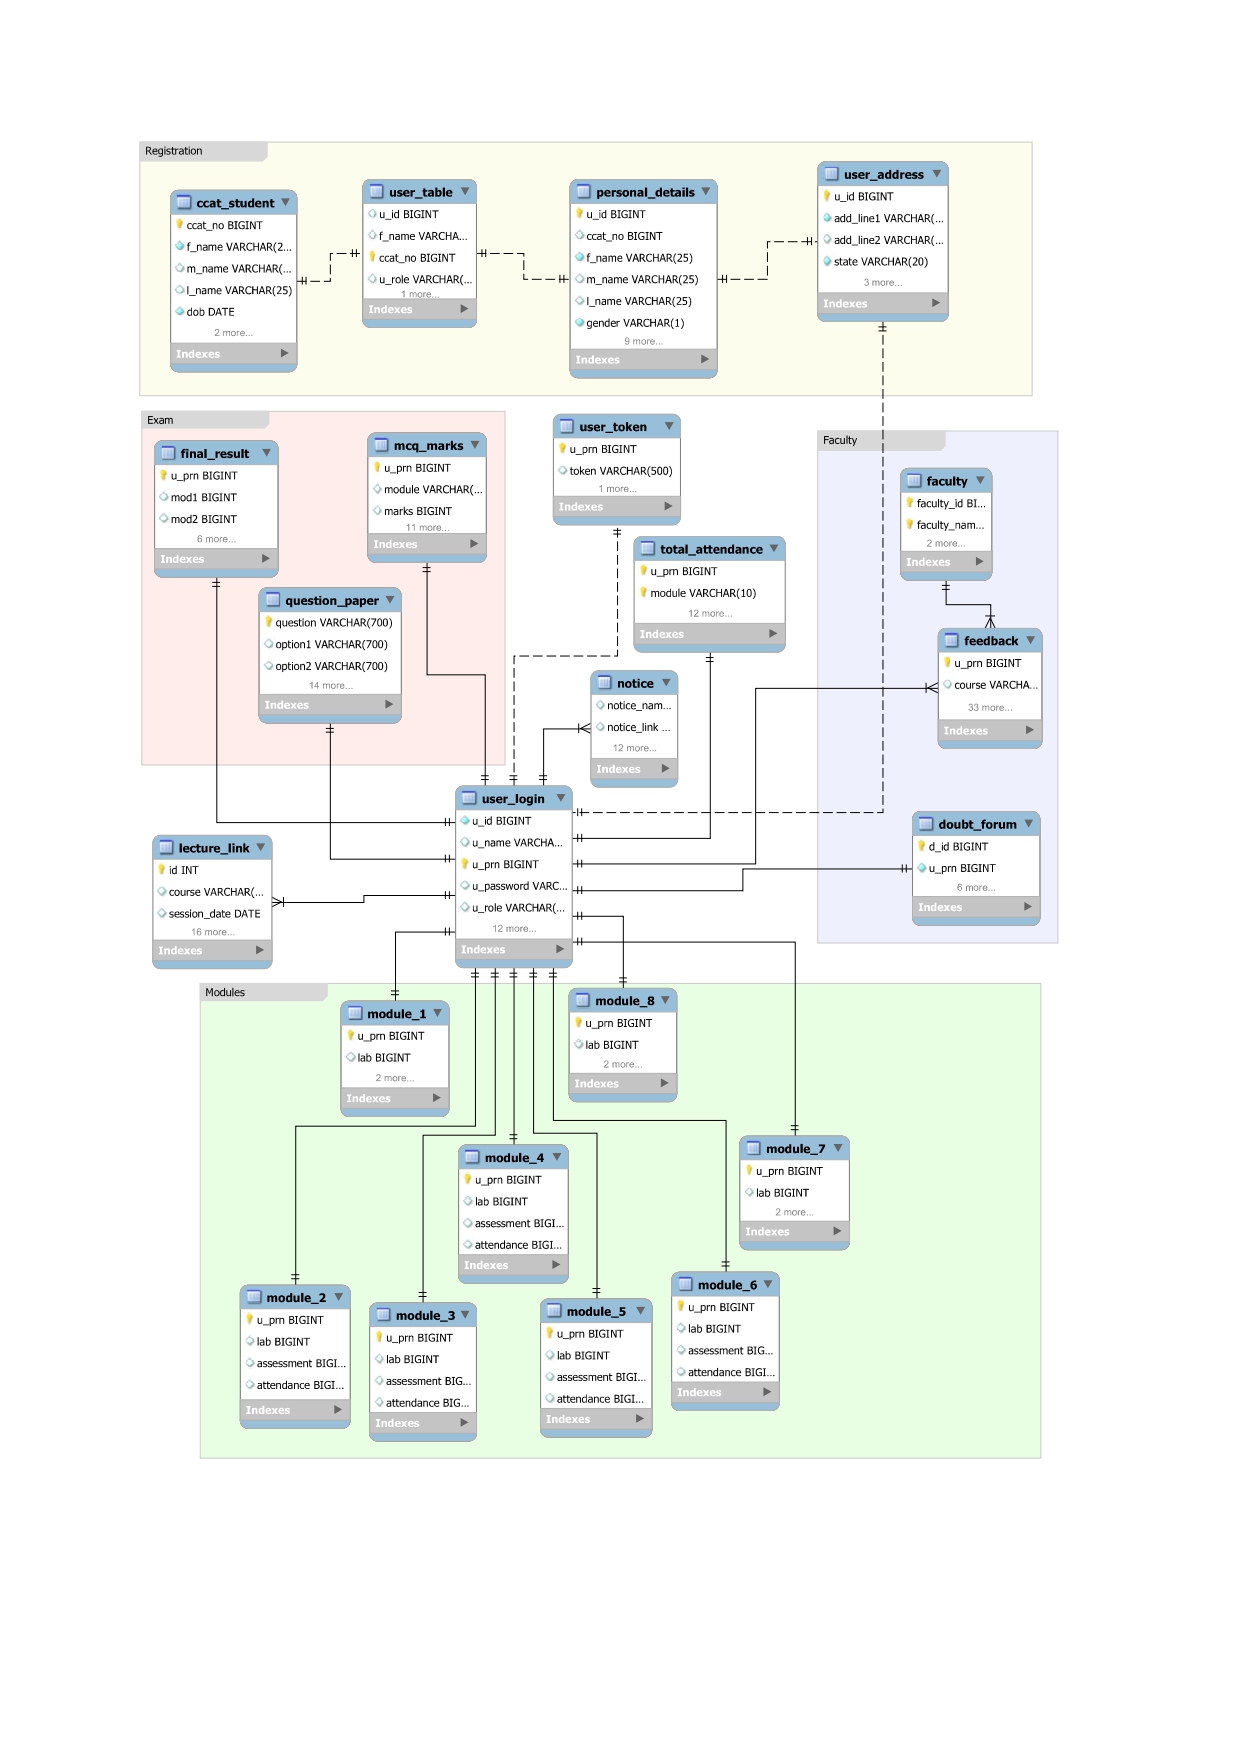 Registration
ccat_student
ccat_no BIGINT
f_name VARCHAR(2...
m_name VARCHAR(...
l_name VARCHAR(25)
dob DATE
2 more...
Indexes
user_table
u_id BIGINT
f_name VARCHA...
ccat_no BIGINT
u_role VARCHAR(...
1 more...
Indexes
personal_details
u_id BIGINT
ccat_no BIGINT
f_name VARCHAR(25)
m_name VARCHAR(25)
l_name VARCHAR(25)
gender VARCHAR(1)
9 more...
Indexes
user_address
u_id BIGINT
add_line1 VARCHAR(...
add_line2 VARCHAR(...
state VARCHAR(20)
3 more...
Indexes
Exam
final_result
u_prn BIGINT
mod1 BIGINT
mod2 BIGINT
6 more...
Indexes
mcq_marks
u_prn BIGINT
module VARCHAR(...
marks BIGINT
11 more...
Indexes
question_paper
question VARCHAR(700)
option1 VARCHAR(700)
option2 VARCHAR(700)
14 more...
Indexes
user_token
u_prn BIGINT
token VARCHAR(500)
1 more...
Indexes
total_attendance
u_prn BIGINT
module VARCHAR(10)
12 more...
Indexes
notice
notice_nam...
notice_link ...
12 more...
Indexes
Faculty
faculty
faculty_id BI...
faculty_nam...
2 more...
Indexes
feedback
u_prn BIGINT
course VARCHA...
33 more...
Indexes
doubt_forum
d_id BIGINT
u_prn BIGINT
6 more...
Indexes
user_login
u_id BIGINT
u_name VARCHA...
u_prn BIGINT
u_password VARC...
u_role VARCHAR(...
12 more...
Indexes
lecture_link
id INT
course VARCHAR(...
session_date DATE
16 more...
Indexes
Modules
module_1
u_prn BIGINT
lab BIGINT
2 more...
Indexes
module_8
u_prn BIGINT
lab BIGINT
2 more...
Indexes
module_4
u_prn BIGINT
lab BIGINT
assessment BIGI...
attendance BIGI...
Indexes
module_7
u_prn BIGINT
lab BIGINT
2 more...
Indexes
module_2
u_prn BIGINT
lab BIGINT
assessment BIGI...
attendance BIGI...
Indexes
module_3
u_prn BIGINT
lab BIGINT
assessment BIG...
attendance BIG...
Indexes
module_5
u_prn BIGINT
lab BIGINT
assessment BIGI...
attendance BIGI...
Indexes
module_6
u_prn BIGINT
lab BIGINT
assessment BIG...
attendance BIGI...
Indexes